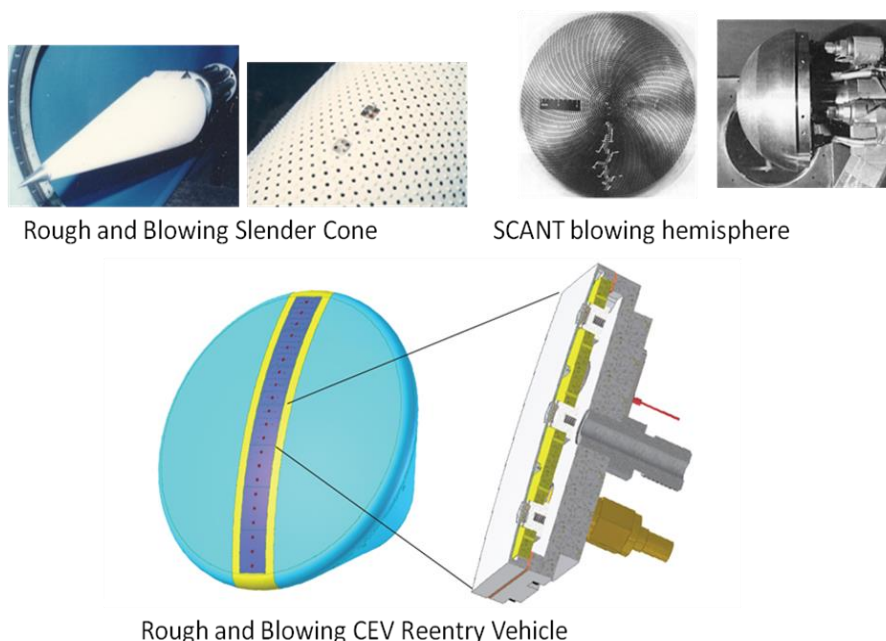 Rough and Blowing Slender Cone
SCANT blowing hemisphere
Rough and Blowing CEV Reentry Vehicle